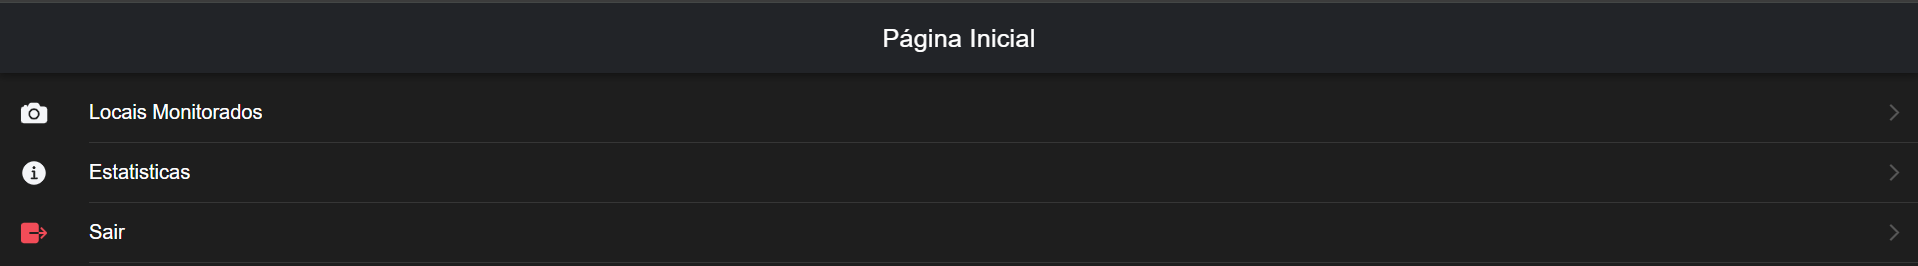 Página Inicial
Locais Monitorados
Estatisticas
Sair